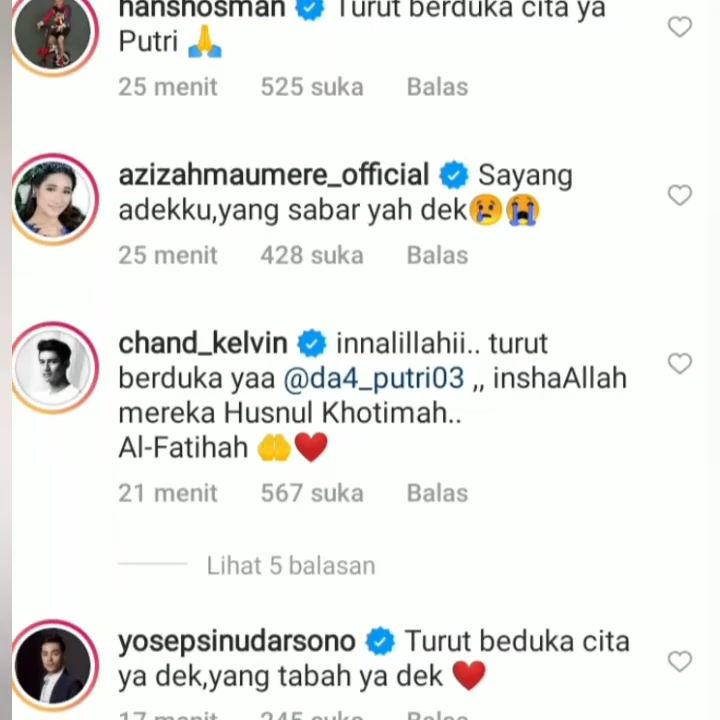 hanshosman Turut berduka cita ya
Putri 🙏
25 menit 525 suka Balas
azizahmaumere_official Sayang
adekku,yang sabar yah dek😢😭
25 menit 428 suka Balas
chand_kelvin innalillahii.. turut
berduka yaa @da4_putri03 ,, inshaAllah
mereka Husnul Khotimah..
Al-Fatihah 🤲❤️
21 menit 567 suka Balas
Lihat 5 balasan
yosepsinudarsono Turut beduka cita
ya dek,yang tabah ya dek ❤️
17 menit 245 suka Balas